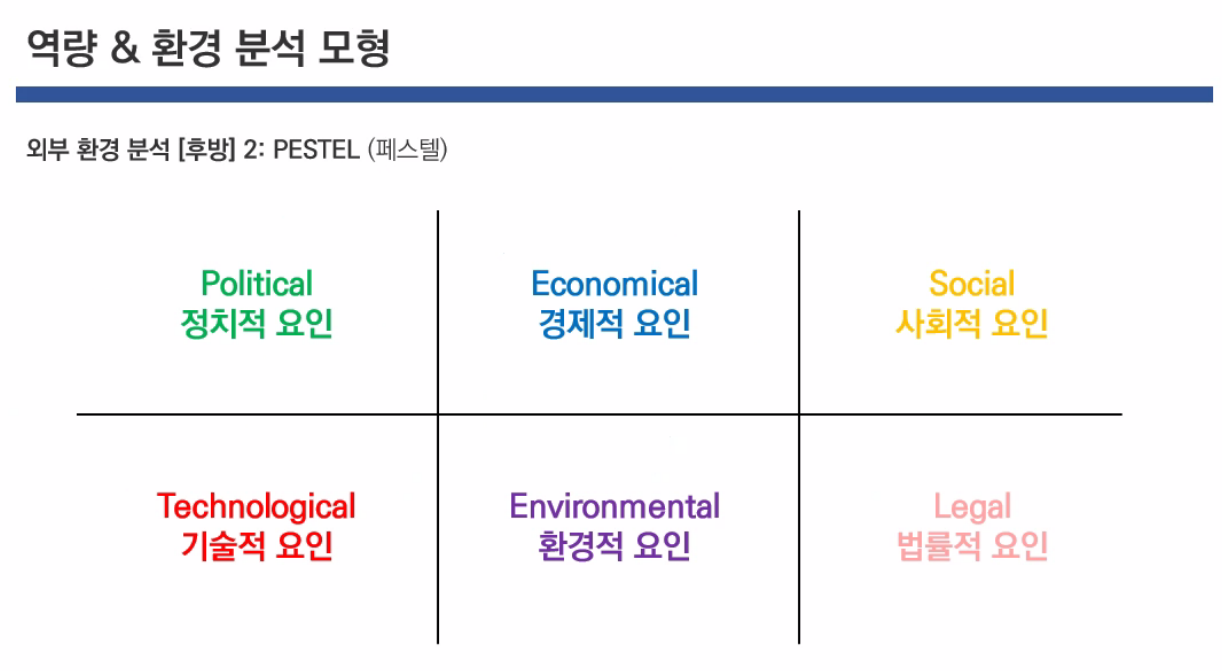 역량 & 환경 분석 모형
외부 환경 분석 [후방] 2: PESTEL (페스텔)
Political
정치적 요인
Economical
경제적 요인
Social
사회적 요인
Technological
기술적 요인
Environmental
환경적 요인
Legal
법률적 요인